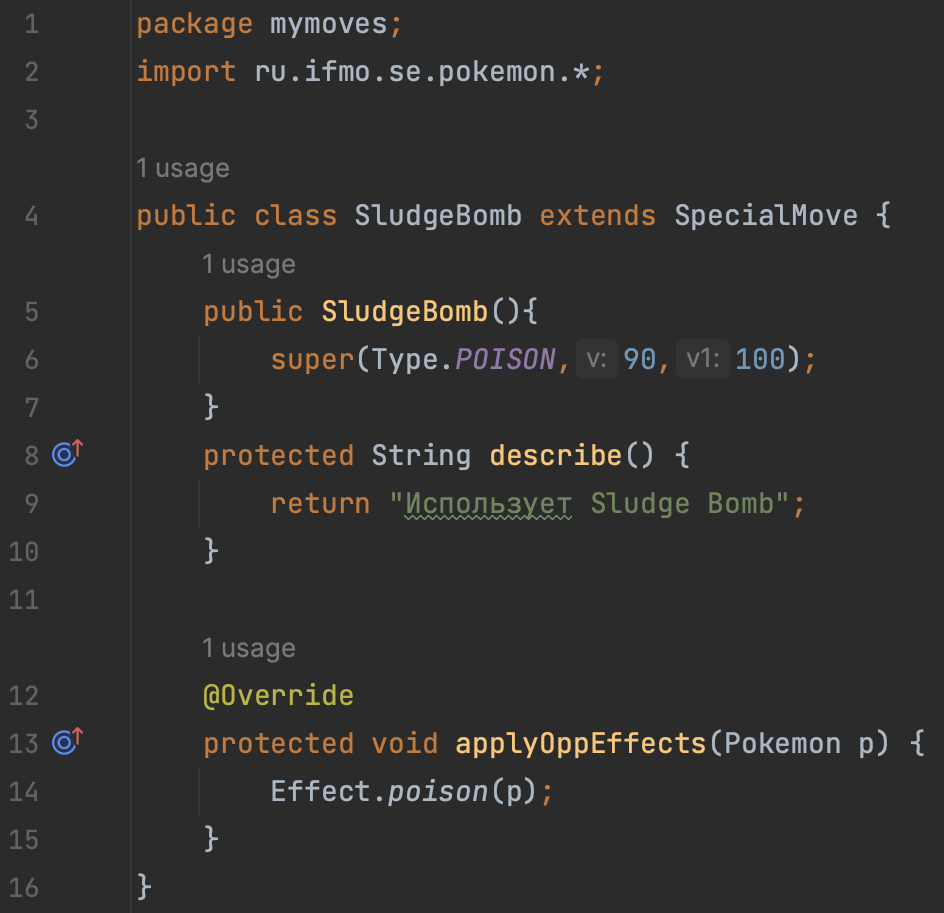 1 package mymoves;
2 import ru.ifmo.se.pokemon.*;
3
1 usage
4 public class SludgeBomb extends SpecialMove {
1 usage
5 public SludgeBomb(){
6 super(Type.POISON, v: 90, v1: 100);
7 }
8 protected String describe() {
9 return "Использует Sludge Bomb";
10 }
11
1 usage
12 @Override
13 protected void applyOppEffects(Pokemon p) {
14 Effect.poison(p);
15 }
16 }